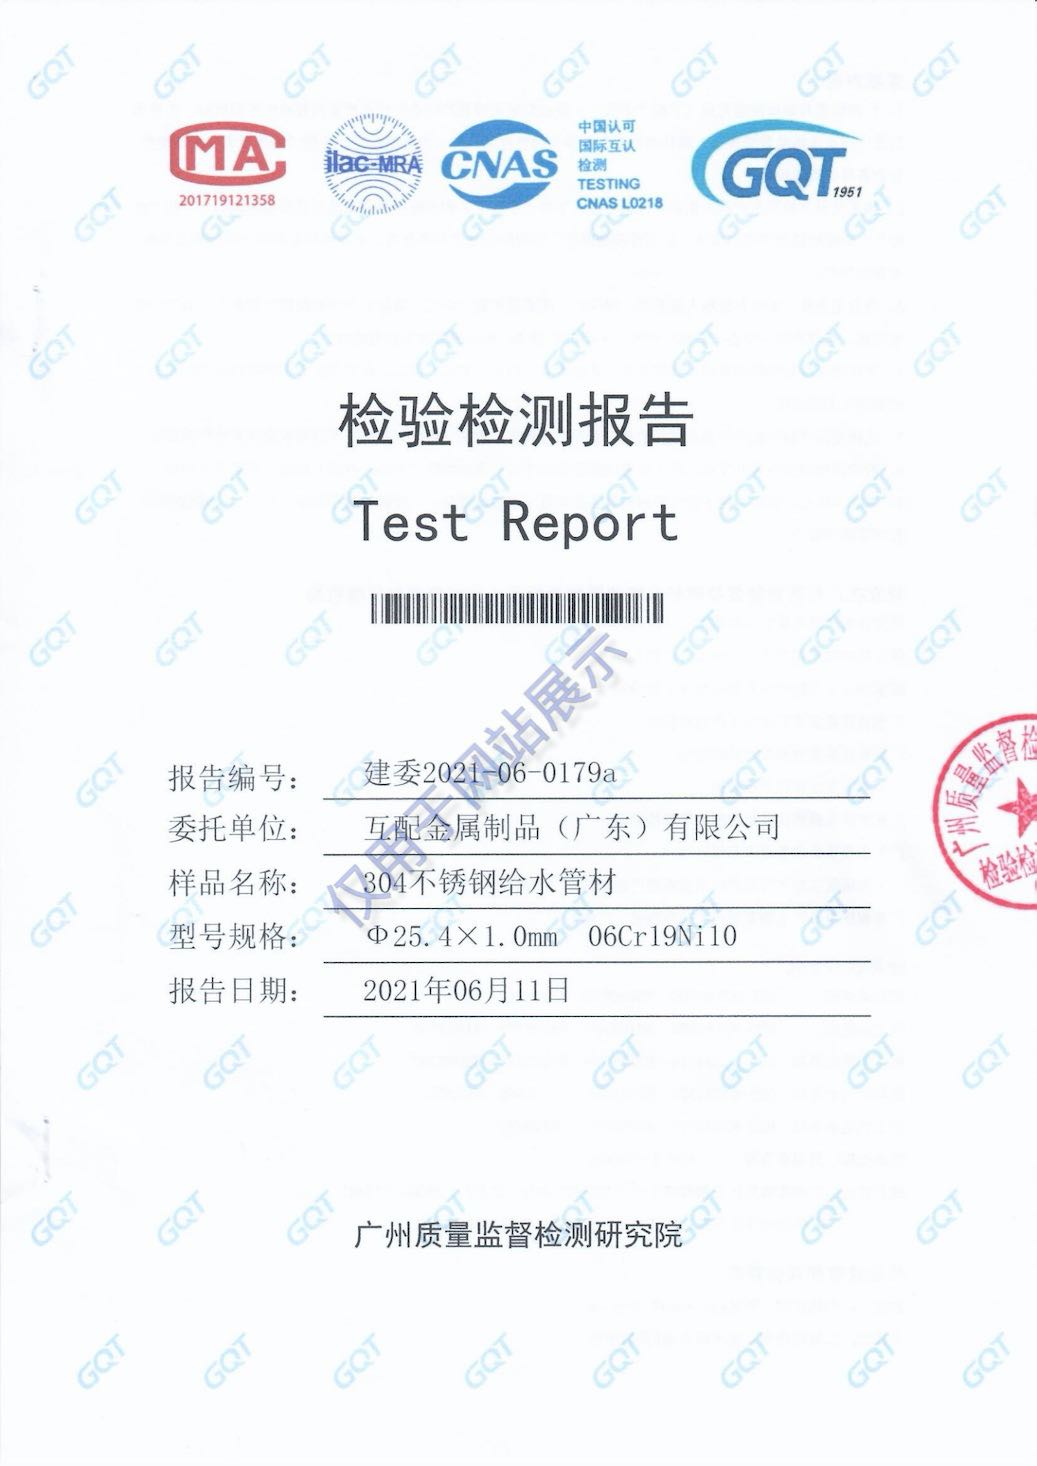 MA
201719121358
ilac-MRA
CNAS
中国认可
国际互认
检测
TESTING
CNAS L0218
GQT
1951
检验检测报告
Test Report
仅用于网站展示
报告编号： 建委2021-06-0179a
委托单位： 互配金属制品（广东）有限公司
样品名称： 304不锈钢给水管材
型号规格： Φ25.4×1.0mm 06Cr19Ni10
报告日期： 2021年06月11日
广州质量监督检
检验检
广州质量监督检测研究院